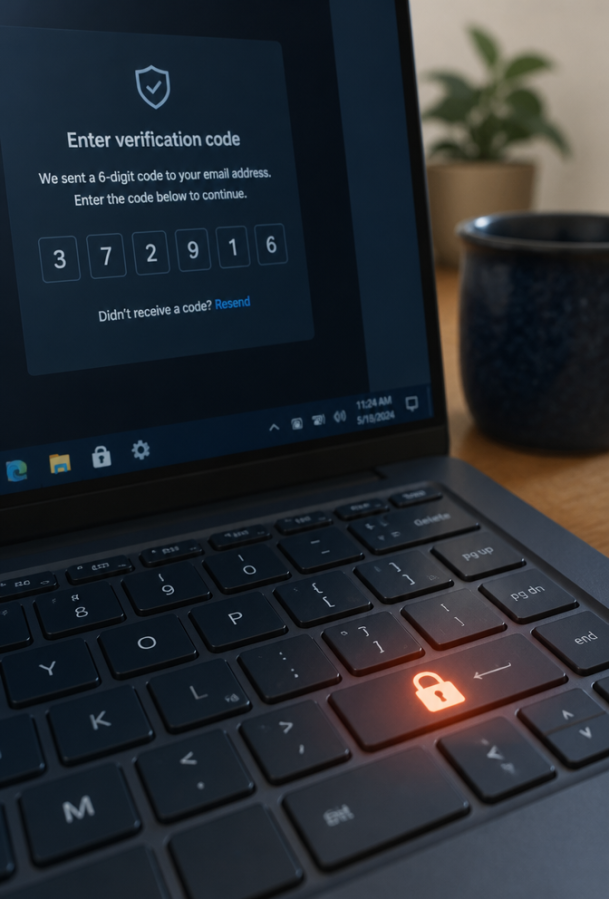 Enter verification code
We sent a 6-digit code to your email address.
Enter the code below to continue.
3 7 2 9 1 6
Didn't receive a code? Resend
11:24 AM
5/15/2024
Delete
8 9 0
pg up
pg dn
Y O P
end
K L
M